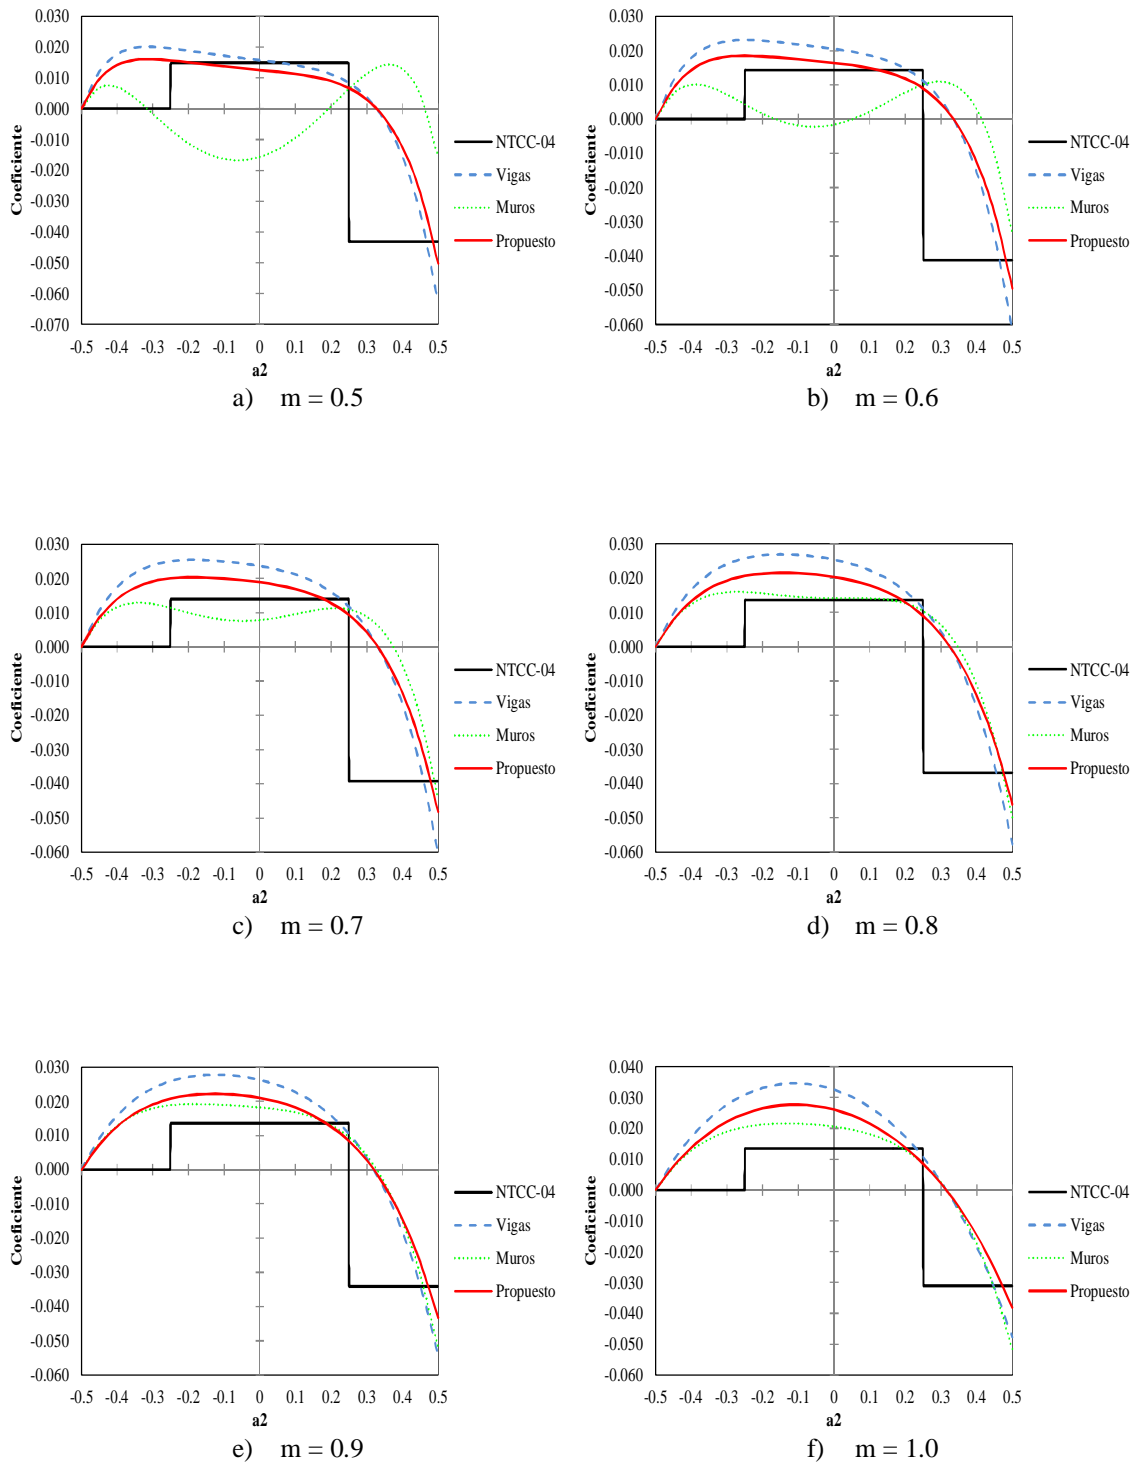 0.030
0.020
0.010
0.000
-0.010
-0.020
-0.030
-0.040
-0.050
-0.060
-0.070
Coeficiente
-0.5 -0.4 -0.3 -0.2 -0.1 0 0.1 0.2 0.3 0.4 0.5
a2
NTCC-04
Vigas
Muros
Propuesto
a) m = 0.5
0.030
0.020
0.010
0.000
-0.010
-0.020
-0.030
-0.040
-0.050
-0.060
Coeficiente
-0.5 -0.4 -0.3 -0.2 -0.1 0 0.1 0.2 0.3 0.4 0.5
a2
NTCC-04
Vigas
Muros
Propuesto
b) m = 0.6
0.030
0.020
0.010
0.000
-0.010
-0.020
-0.030
-0.040
-0.050
-0.060
Coeficiente
-0.5 -0.4 -0.3 -0.2 -0.1 0 0.1 0.2 0.3 0.4 0.5
a2
NTCC-04
Vigas
Muros
Propuesto
c) m = 0.7
0.030
0.020
0.010
0.000
-0.010
-0.020
-0.030
-0.040
-0.050
-0.060
Coeficiente
-0.5 -0.4 -0.3 -0.2 -0.1 0 0.1 0.2 0.3 0.4 0.5
a2
NTCC-04
Vigas
Muros
Propuesto
d) m = 0.8
0.030
0.020
0.010
0.000
-0.010
-0.020
-0.030
-0.040
-0.050
-0.060
Coeficiente
-0.5 -0.4 -0.3 -0.2 -0.1 0 0.1 0.2 0.3 0.4 0.5
a2
NTCC-04
Vigas
Muros
Propuesto
e) m = 0.9
0.040
0.030
0.020
0.010
0.000
-0.010
-0.020
-0.030
-0.040
-0.050
-0.060
Coeficiente
-0.5 -0.4 -0.3 -0.2 -0.1 0 0.1 0.2 0.3 0.4 0.5
a2
NTCC-04
Vigas
Muros
Propuesto
f) m = 1.0